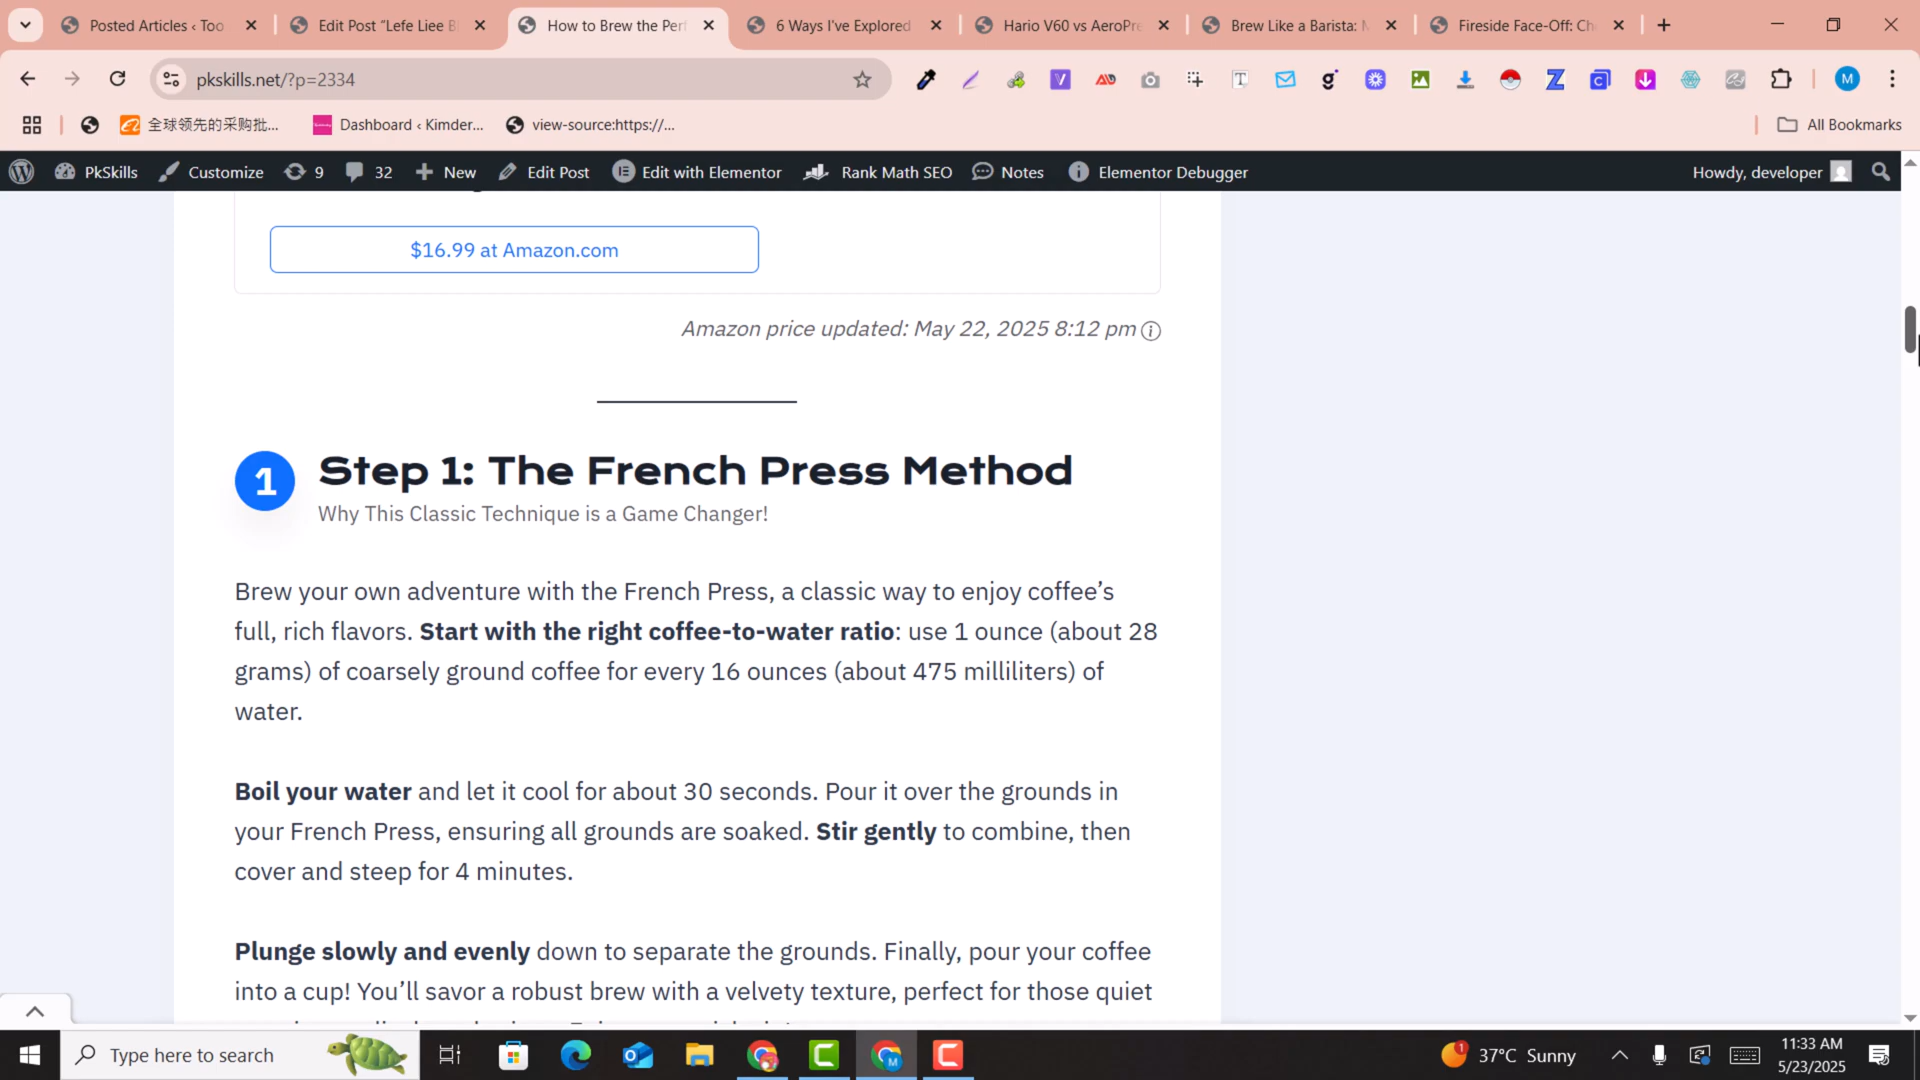 Posted Articles ‹ Too
Edit Post “Lefe Liee B
How to Brew the Perf
6 Ways I've Explored
Hario V60 vs AeroPre
Brew Like a Barista: M
Fireside Face-Off: Ch
pkskills.net/?p=2334
M
全球领先的采购批...
Dashboard ‹ Kimder...
view-source:https://...
All Bookmarks
PkSkills
Customize
9
32
New
Edit Post
Edit with Elementor
Rank Math SEO
Notes
Elementor Debugger
Howdy, developer
$16.99 at Amazon.com
Amazon price updated: May 22, 2025 8:12 pm
1
Step 1: The French Press Method
Why This Classic Technique is a Game Changer!
Brew your own adventure with the French Press, a classic way to enjoy coffee’s
full, rich flavors. Start with the right coffee-to-water ratio: use 1 ounce (about 28
grams) of coarsely ground coffee for every 16 ounces (about 475 milliliters) of
water.
Boil your water and let it cool for about 30 seconds. Pour it over the grounds in
your French Press, ensuring all grounds are soaked. Stir gently to combine, then
cover and steep for 4 minutes.
Plunge slowly and evenly down to separate the grounds. Finally, pour your coffee
into a cup! You’ll savor a robust brew with a velvety texture, perfect for those quiet
Type here to search
37°C Sunny
11:33 AM
5/23/2025